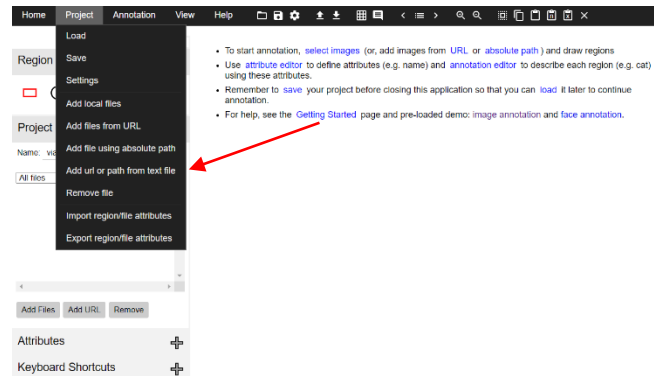 Home Project Annotation View Help
Load
Save
Settings
Add local files
Add files from URL
Add file using absolute path
Add url or path from text file
Remove file
Import region/file attributes
Export region/file attributes
Region
Project
Name: via
All files
Add Files Add URL Remove
Attributes
Keyboard Shortcuts
• To start annotation, select images (or, add images from URL or absolute path ) and draw regions
• Use attribute editor to define attributes (e.g. name) and annotation editor to describe each region (e.g. cat)
using these attributes.
• Remember to save your project before closing this application so that you can load it later to continue
annotation.
• For help, see the Getting Started page and pre-loaded demo: image annotation and face annotation.